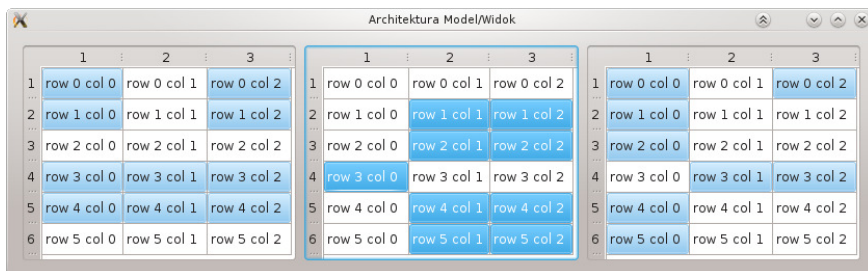 Architektura Model/Widok
1 2 3 1 2 3 1 2 3
1 row 0 col 0 row 0 col 1 row 0 col 2 1 row 0 col 0 row 0 col 1 row 0 col 2 1 row 0 col 0 row 0 col 1 row 0 col 2
2 row 1 col 0 row 1 col 1 row 1 col 2 2 row 1 col 0 row 1 col 1 row 1 col 2 2 row 1 col 0 row 1 col 1 row 1 col 2
3 row 2 col 0 row 2 col 1 row 2 col 2 3 row 2 col 0 row 2 col 1 row 2 col 2 3 row 2 col 0 row 2 col 1 row 2 col 2
4 row 3 col 0 row 3 col 1 row 3 col 2 4 row 3 col 0 row 3 col 1 row 3 col 2 4 row 3 col 0 row 3 col 1 row 3 col 2
5 row 4 col 0 row 4 col 1 row 4 col 2 5 row 4 col 0 row 4 col 1 row 4 col 2 5 row 4 col 0 row 4 col 1 row 4 col 2
6 row 5 col 0 row 5 col 1 row 5 col 2 6 row 5 col 0 row 5 col 1 row 5 col 2 6 row 5 col 0 row 5 col 1 row 5 col 2